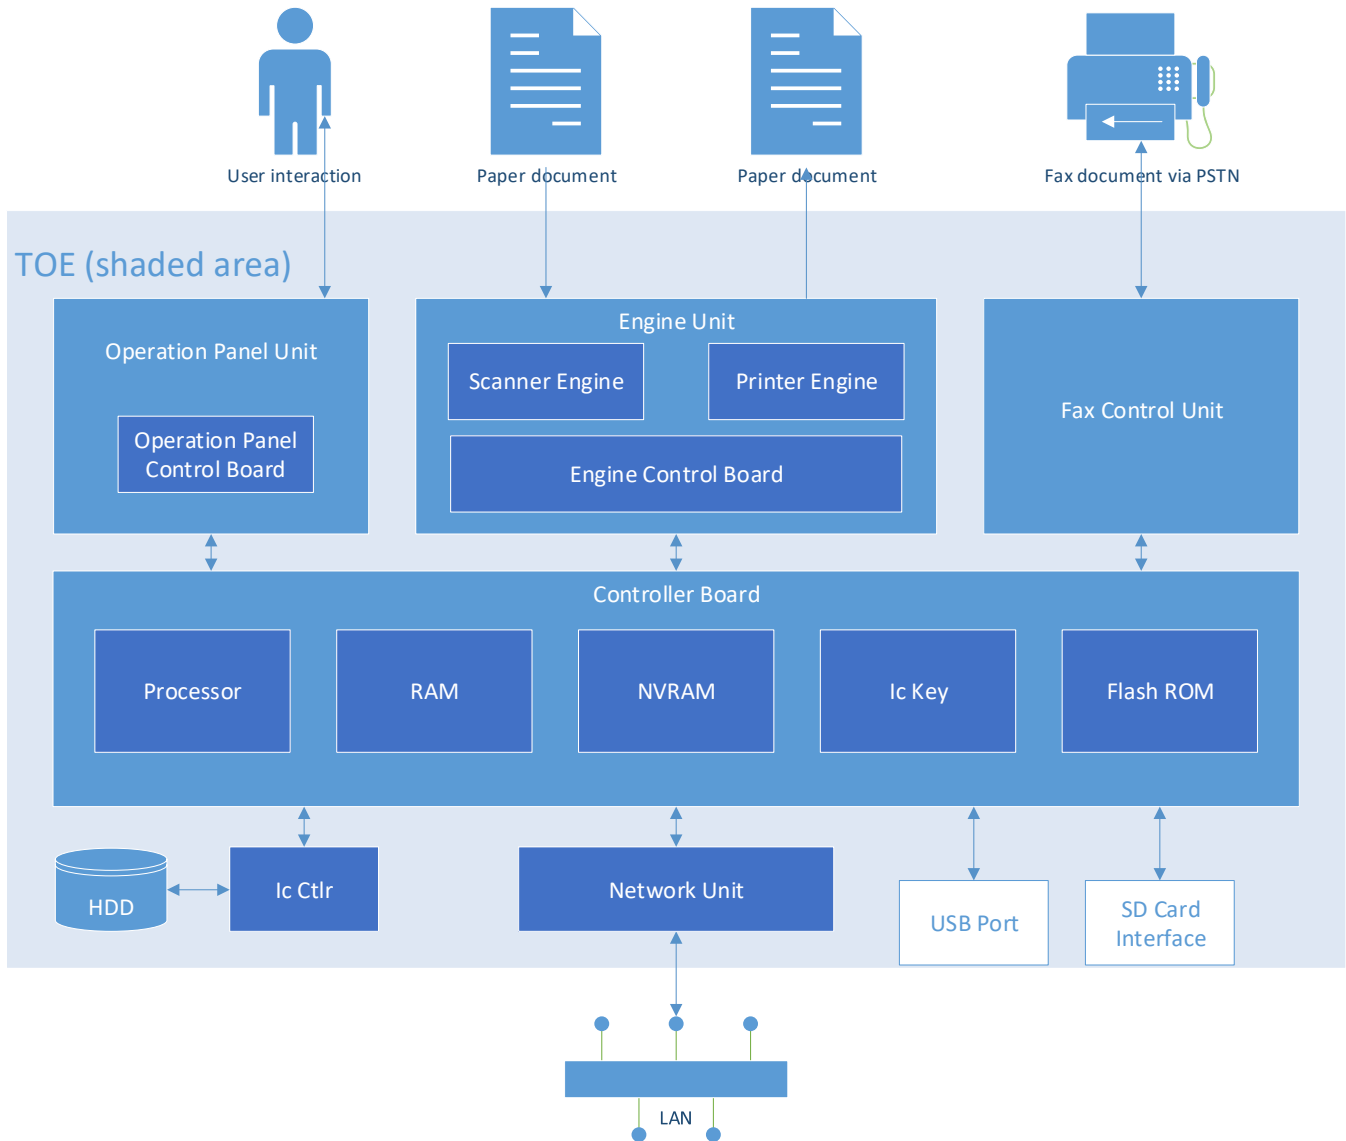 User interaction
Paper document
Paper document
Fax document via PSTN
TOE (shaded area)
Operation Panel Unit
Operation Panel
Control Board
Engine Unit
Scanner Engine
Printer Engine
Engine Control Board
Fax Control Unit
Controller Board
Processor
RAM
NVRAM
Ic Key
Flash ROM
HDD
Ic Ctlr
Network Unit
USB Port
SD Card
Interface
LAN